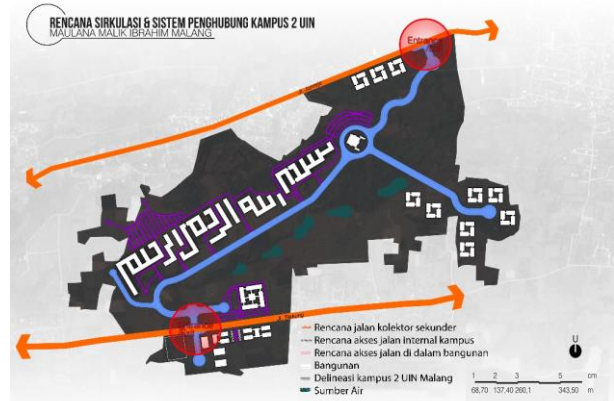 RENCANA SIRKULASI & SISTEM PENGHUBUNG KAMPUS 2 UIN
MAULANA MALIK IBRAHIM MALANG
Entrance
بسم الله الرحمن الرحيم
Rencana jalan kolektor sekunder
Rencana akses jalan internal kampus
Rencana akses jalan di dalam bangunan
Bangunan
Delineasi kampus 2 UIN Malang
Sumber Air
U
1 2 3 5 cm
68,70 137,40 260,1 343,50 m